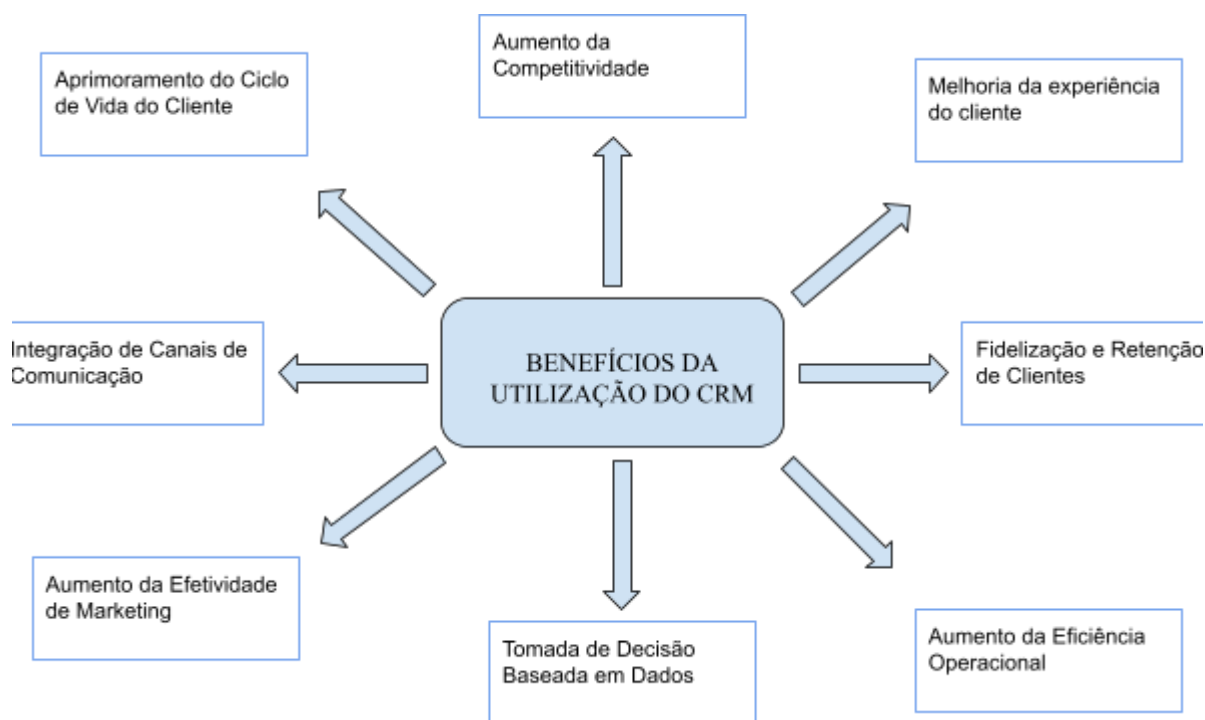 Aumento da
Competitividade
Aprimoramento do Ciclo
de Vida do Cliente
Melhoria da experiência
do cliente
Integração de Canais de
Comunicação
BENEFÍCIOS DA
UTILIZAÇÃO DO CRM
Fidelização e Retenção
de Clientes
Aumento da Efetividade
de Marketing
Tomada de Decisão
Baseada em Dados
Aumento da Eficiência
Operacional